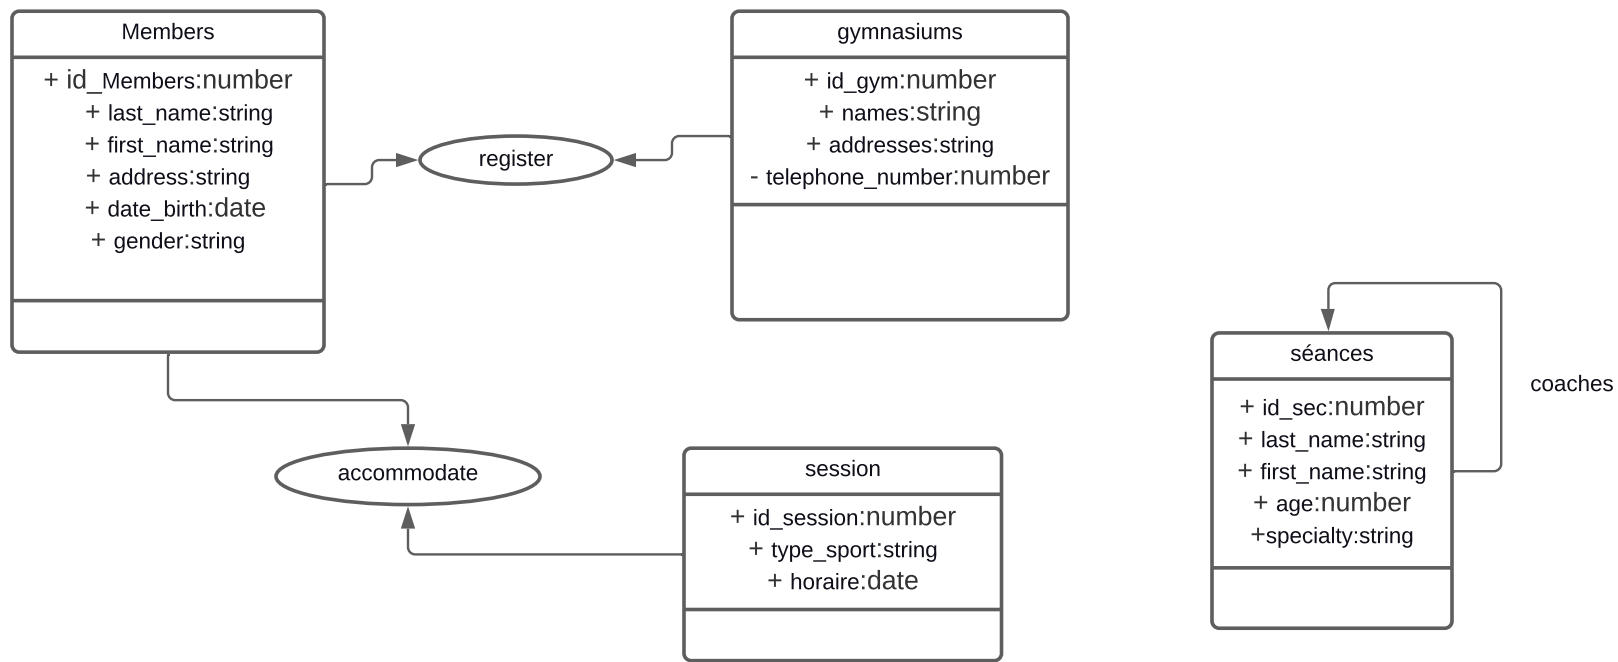 Members
+ id_Members:number
+ last_name:string
+ first_name:string
+ address:string
+ date_birth:date
+ gender:string
register
gymnasiums
+ id_gym:number
+ names:string
+ addresses:string
- telephone_number:number
accommodate
session
+ id_session:number
+ type_sport:string
+ horaire:date
séances
+ id_sec:number
+ last_name:string
+ first_name:string
+ age:number
+specialty:string
coaches